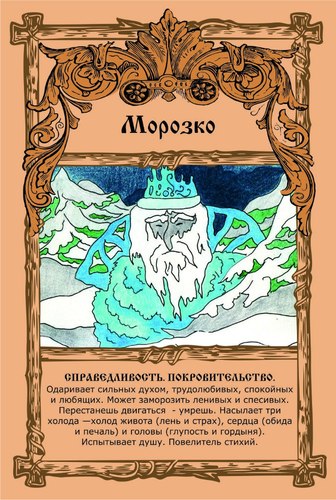 Морозко
СПРАВЕДЛИВОСТЬ. ПОКРОВИТЕЛЬСТВО.
Одаривает сильных духом, трудолюбивых, спокойных
и любящих. Может заморозить ленивых и спесивых.
Перестанешь двигаться - умрешь. Насылает три
холода —холод живота (лень и страх), сердца (обида
и печаль) и головы (глупость и гордыня).
Испытывает душу. Повелитель стихий.